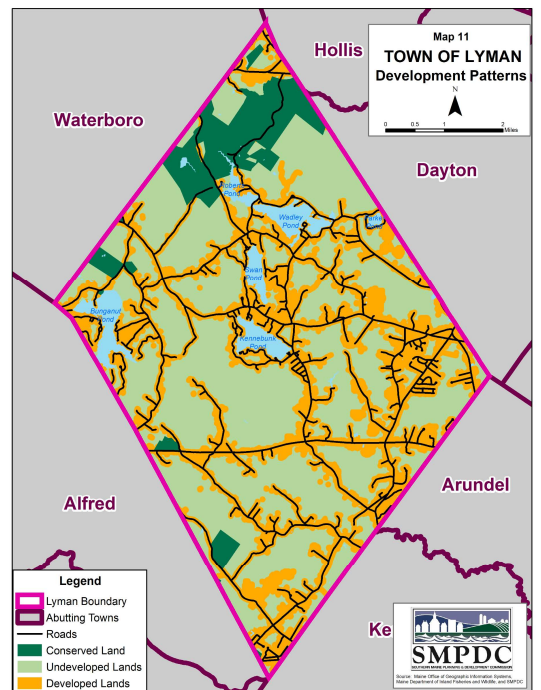 Map 11
TOWN OF LYMAN
Development Patterns
N
0 0.5 1 2
Miles
Hollis
Waterboro
Dayton
Pond
Wadley
Pond
Swan
Pond
Bunganut
Pond
Kennebunk
Pond
Alfred
Arundel
Ke
Legend
Lyman Boundary
Abutting Towns
Roads
Conserved Land
Undeveloped Lands
Developed Lands
SMPDC
SOUTHERN MAINE PLANNING & DEVELOPMENT COMMISSION
Source: Maine Office of Geographic Information Systems,
Maine Department of Inland Fisheries and Wildlife, and SMPDC